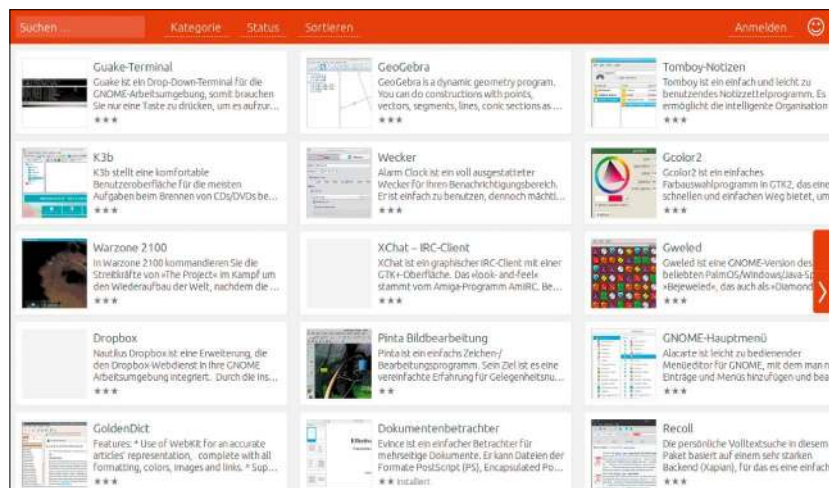 Suchen ...
Kategorie
Status
Sortieren
Anmelden
Guake-Terminal
Guake ist ein Drop-Down-Terminal für die
GNOME-Arbeitsumgebung, somit brauchen
Sie nur eine Taste zu drücken, um es aufzur...
★★★
GeoGebra
GeoGebra is a dynamic geometry program.
You can do constructions with points,
vectors, segments, lines, conic sections as ...
★★★
Tomboy-Notizen
Tomboy ist ein einfach und leicht zu
benutzendes Notizzettelprogramm. Es
ermöglicht die intelligente Organisation
★★★
K3b
K3b stellt eine komfortable
Benutzeroberfläche für die meisten
Aufgaben beim Brennen von CDs/DVDs be...
★★★
Wecker
Alarm Clock ist ein voll ausgestatteter
Wecker für Ihren Benachrichtigungsbereich.
Er ist einfach zu benutzen, dennoch mächti...
★★★
Gcolor2
Gcolor2 ist ein einfaches
Farbauswahlprogramm in GTK2, das eine
schnellen und einfachen Weg bietet, um
★★★
Warzone 2100
In Warzone 2100 kommandieren Sie die
Streitkräfte von »The Project« im Kampf um
den Wiederaufbau der Welt, nachdem die ...
★★★
XChat – IRC-Client
XChat ist ein graphischer IRC-Client mit einer
GTK+-Oberfläche. Das »look-and-feel«
stammt vom Amiga-Programm AmIRC. Be...
★★★
Gweled
Gweled ist eine GNOME-Version des
beliebten PalmOS/Windows/Java-Sp
»Bejeweled«, das auch als »Diamond
★★★
Dropbox
Nautilus Dropbox ist eine Erweiterung, die
den Dropbox-Webdienst in Ihre GNOME
Arbeitsumgebung integriert. Durch die Ins...
★★★
Pinta Bildbearbeitung
Pinta ist ein einfachs Zeichen-/
Bearbeitungsprogramm. Sein Ziel ist es eine
vereinfachte Erfahrung für Gelegenheitsnu...
★★
GNOME-Hauptmenü
Alacarte ist leicht zu bedienender
Menüeditor für GNOME, mit dem man n
Einträge und Menüs hinzufügen und bea
★★★
GoldenDict
Features: * Use of WebKit for an accurate
articles' representation, complete with all
formatting, colors, images and links. * Sup...
★★★
Dokumentenbetrachter
Evince ist ein einfacher Betrachter für
mehrseitige Dokumente. Er kann Dateien der
Formate PostScript (PS), Encapsulated Po...
★★ Installiert
Recoll
Die persönliche Volltextsuche in diesem
Paket basiert auf einem sehr starken
Backend (Xapian), für das es eine einfach
★★★